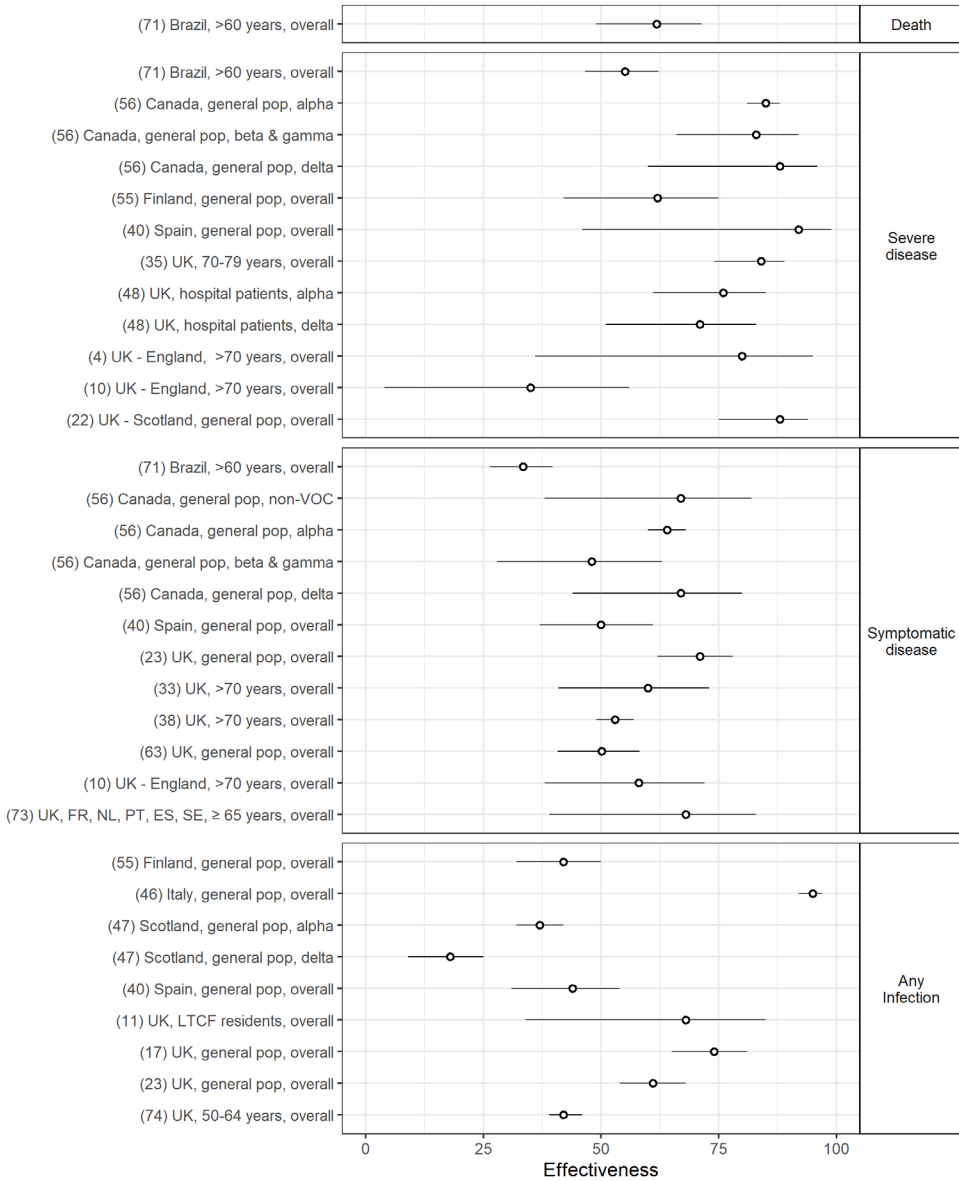 (71) Brazil, >60 years, overall
Death
(71) Brazil, >60 years, overall
(56) Canada, general pop, alpha
(56) Canada, general pop, beta & gamma
(56) Canada, general pop, delta
(55) Finland, general pop, overall
(40) Spain, general pop, overall
(35) UK, 70-79 years, overall
(48) UK, hospital patients, alpha
(48) UK, hospital patients, delta
(4) UK - England,  >70 years, overall
(10) UK - England, >70 years, overall
(22) UK - Scotland, general pop, overall
Severe
disease
(71) Brazil, >60 years, overall
(56) Canada, general pop, non-VOC
(56) Canada, general pop, alpha
(56) Canada, general pop, beta & gamma
(56) Canada, general pop, delta
(40) Spain, general pop, overall
(23) UK, general pop, overall
(33) UK, >70 years, overall
(38) UK, >70 years, overall
(63) UK, general pop, overall
(10) UK - England, >70 years, overall
(73) UK, FR, NL, PT, ES, SE, ≥ 65 years, overall
Symptomatic
disease
(55) Finland, general pop, overall
(46) Italy, general pop, overall
(47) Scotland, general pop, alpha
(47) Scotland, general pop, delta
(40) Spain, general pop, overall
(11) UK, LTCF residents, overall
(17) UK, general pop, overall
(23) UK, general pop, overall
(74) UK, 50-64 years, overall
Any
Infection
0 25 50 75 100
Effectiveness